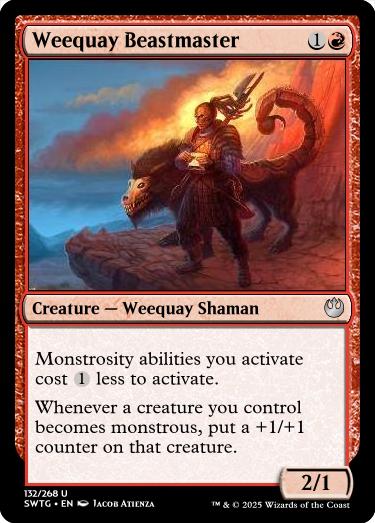 Weequay Beastmaster 1
Creature — Weequay Shaman
Monstrosity abilities you activate
cost 1 less to activate.
Whenever a creature you control
becomes monstrous, put a +1/+1
counter on that creature.
2/1
132/268 U
SWTG • EN Jacob Atienza
™ & © 2025 Wizards of the Coast